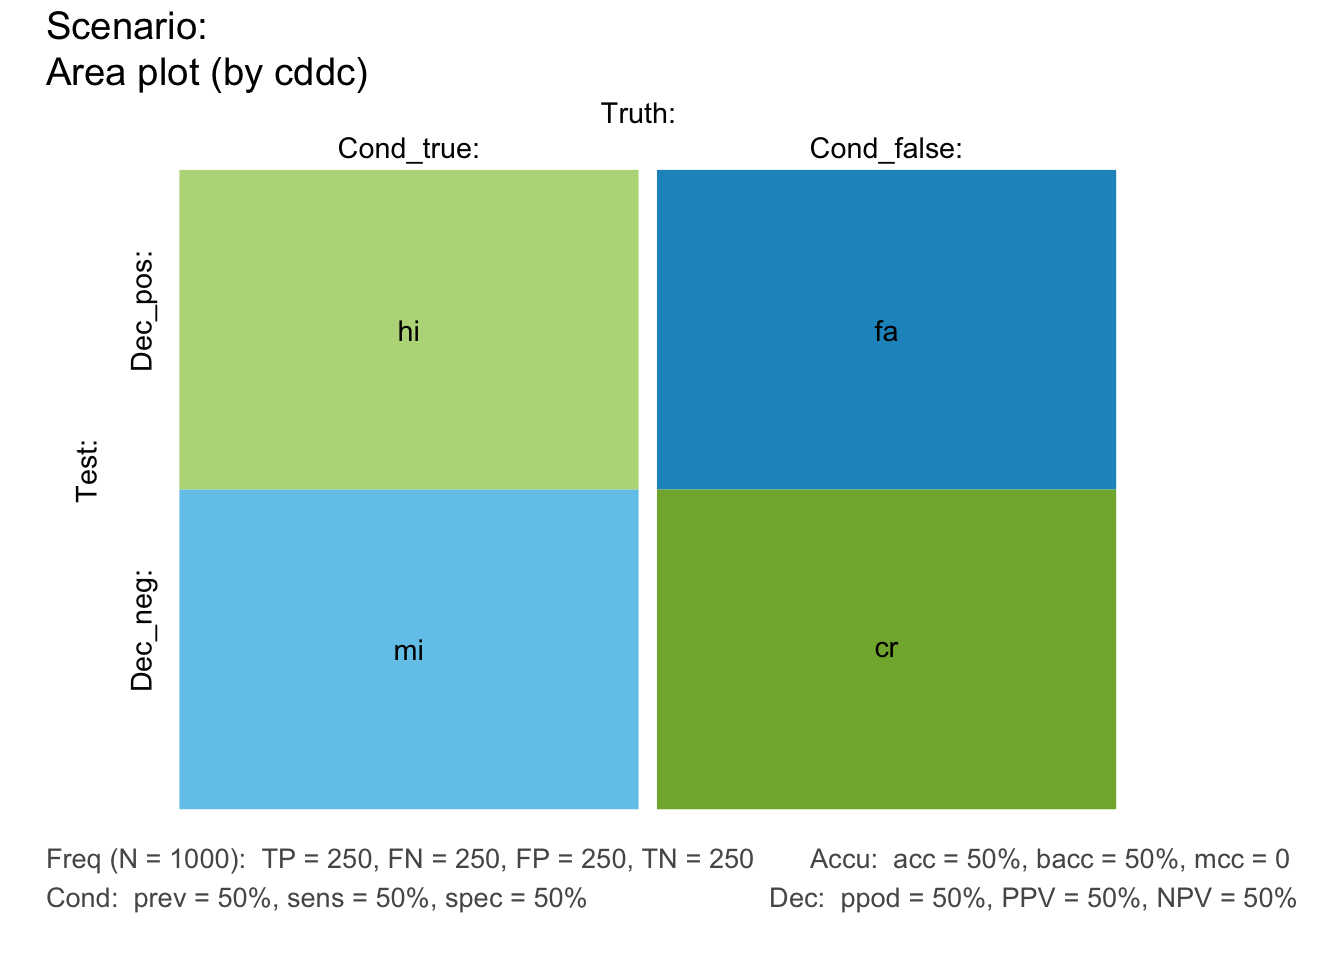 Scenario:
Area plot (by cddc)
Truth:
Cond_true:
Cond_false:
Test:
Dec_pos:
Dec_neg:
hi
fa
mi
cr
Freq (N = 1000):  TP = 250, FN = 250, FP = 250, TN = 250
Accu:  acc = 50%, bacc = 50%, mcc = 0
Cond:  prev = 50%, sens = 50%, spec = 50%
Dec:  ppod = 50%, PPV = 50%, NPV = 50%